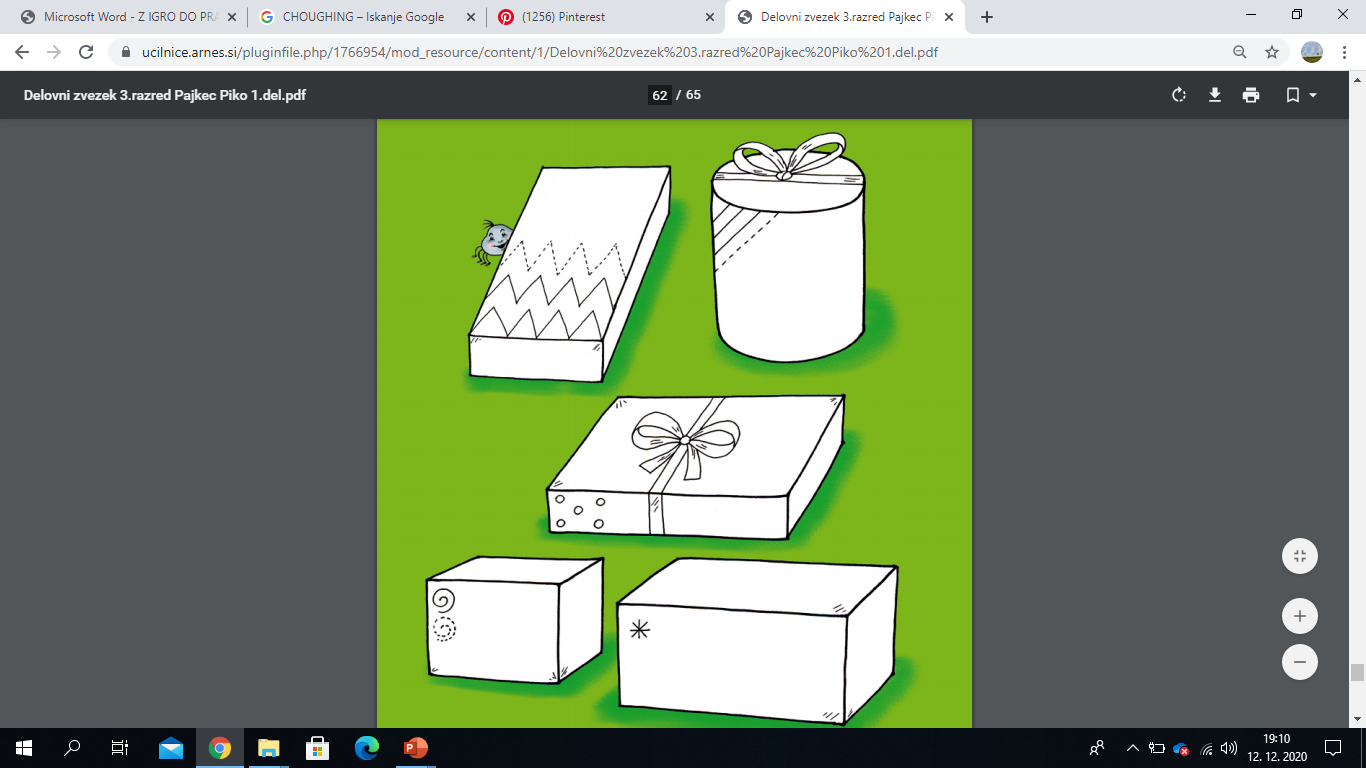 Microsoft Word - Z IGRO DO PRA
CHOUGHING – Iskanje Google
(1256) Pinterest
Delovni zvezek 3.razred Pajkec Pi
ucilnice.arnes.si/pluginfile.php/1766954/mod_resource/content/1/Delovni%20zvezek%203.razred%20Pajkec%20Piko%201.del.pdf
Delovni zvezek 3.razred Pajkec Piko 1.del.pdf
62 / 65
19:10
12. 12. 2020